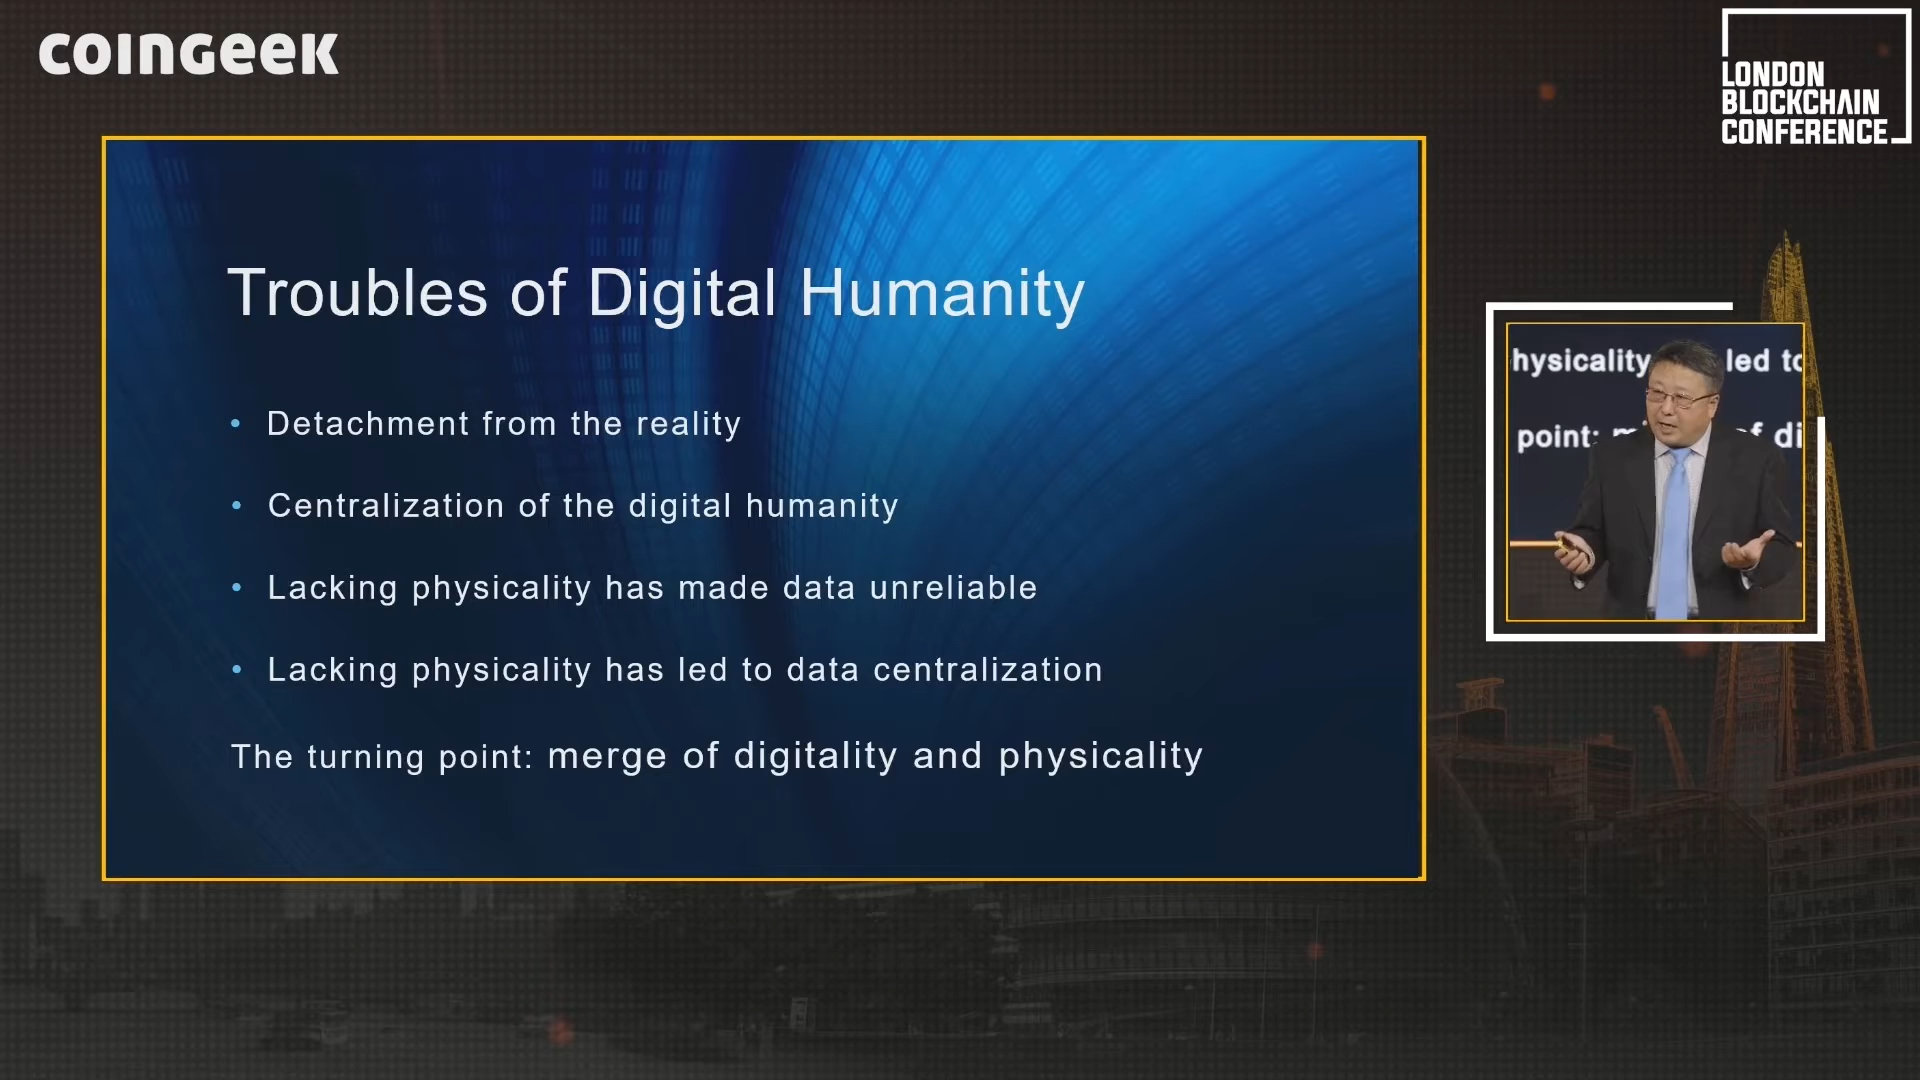 COINGEEK
LONDON
BLOCKCHAIN
CONFERENCE
Troubles of Digital Humanity
• Detachment from the reality
• Centralization of the digital humanity
• Lacking physicality has made data unreliable
• Lacking physicality has led to data centralization
The turning point: merge of digitality and physicality
hysicality led to
point: of di